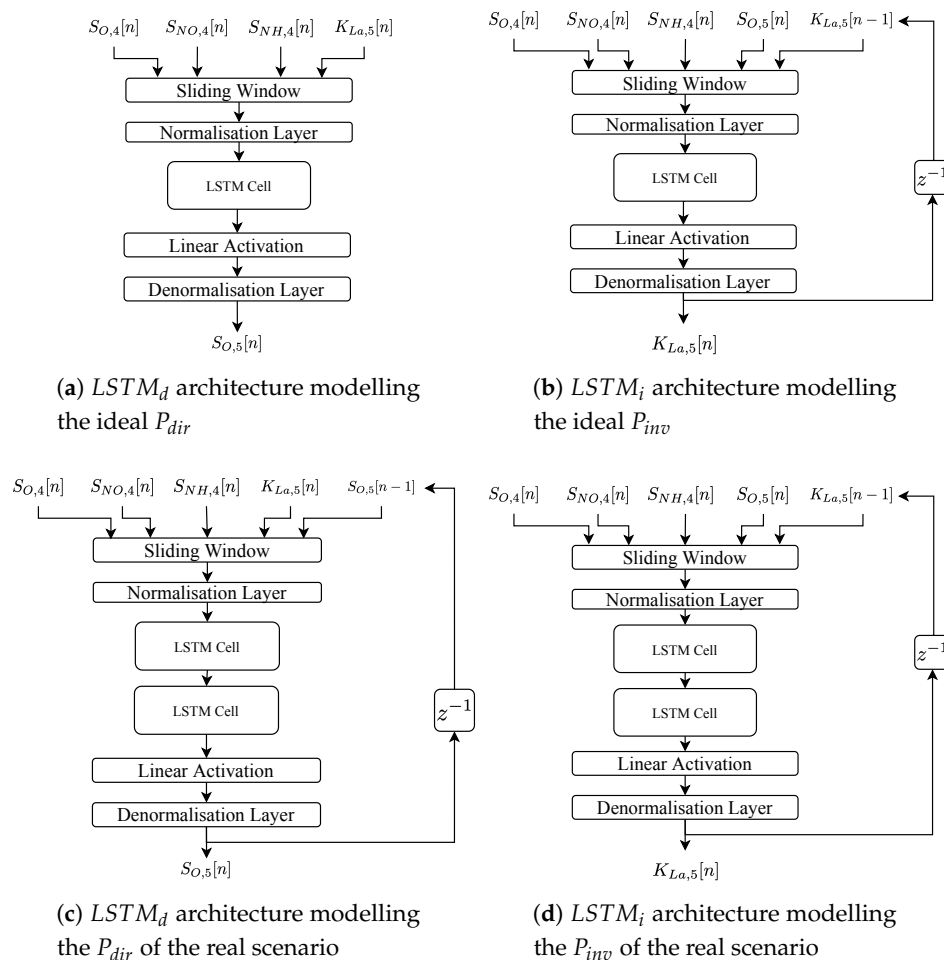 S_{O,4}[n] S_{NO,4}[n] S_{NH,4}[n] K_{La,5}[n]
Sliding Window
Normalisation Layer
LSTM Cell
Linear Activation
Denormalisation Layer
S_{O,5}[n]
(a) LSTM_d architecture modelling
the ideal P_{dir}
S_{O,4}[n] S_{NO,4}[n] S_{NH,4}[n] S_{O,5}[n] K_{La,5}[n−1]
Sliding Window
Normalisation Layer
LSTM Cell
z^{−1}
Linear Activation
Denormalisation Layer
K_{La,5}[n]
(b) LSTM_i architecture modelling
the ideal P_{inv}
S_{O,4}[n] S_{NO,4}[n] S_{NH,4}[n] K_{La,5}[n] S_{O,5}[n−1]
Sliding Window
Normalisation Layer
LSTM Cell
LSTM Cell
z^{−1}
Linear Activation
Denormalisation Layer
S_{O,5}[n]
(c) LSTM_d architecture modelling
the P_{dir} of the real scenario
S_{O,4}[n] S_{NO,4}[n] S_{NH,4}[n] S_{O,5}[n] K_{La,5}[n−1]
Sliding Window
Normalisation Layer
LSTM Cell
z^{−1}
LSTM Cell
Linear Activation
Denormalisation Layer
K_{La,5}[n]
(d) LSTM_i architecture modelling
the P_{inv} of the real scenario